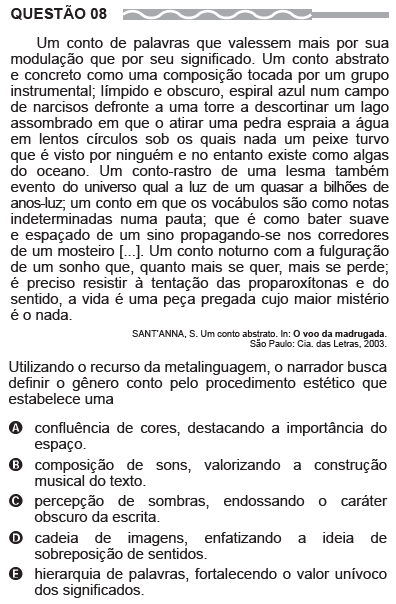 QUESTÃO 08
Um conto de palavras que valessem mais por sua
modulação que por seu significado. Um conto abstrato
e concreto como uma composição tocada por um grupo
instrumental; límpido e obscuro, espiral azul num campo
de narcisos defronte a uma torre a descortinar um lago
assombrado em que o atirar uma pedra espraia a água
em lentos círculos sob os quais nada um peixe turvo
que é visto por ninguém e no entanto existe como algas
do oceano. Um conto-rastro de uma lesma também
evento do universo qual a luz de um quasar a bilhões de
anos-luz; um conto em que os vocábulos são como notas
indeterminadas numa pauta; que é como bater suave
e espaçado de um sino propagando-se nos corredores
de um mosteiro [...]. Um conto noturno com a fulguração
de um sonho que, quanto mais se quer, mais se perde;
é preciso resistir à tentação das proparoxítonas e do
sentido, a vida é uma peça pregada cujo maior mistério
é o nada.
SANT'ANNA, S. Um conto abstrato. In: O voo da madrugada.
São Paulo: Cia. das Letras, 2003.
Utilizando o recurso da metalinguagem, o narrador busca
definir o gênero conto pelo procedimento estético que
estabelece uma
A confluência de cores, destacando a importância do
espaço.
B composição de sons, valorizando a construção
musical do texto.
C percepção de sombras, endossando o caráter
obscuro da escrita.
D cadeia de imagens, enfatizando a ideia de
sobreposição de sentidos.
E hierarquia de palavras, fortalecendo o valor unívoco
dos significados.